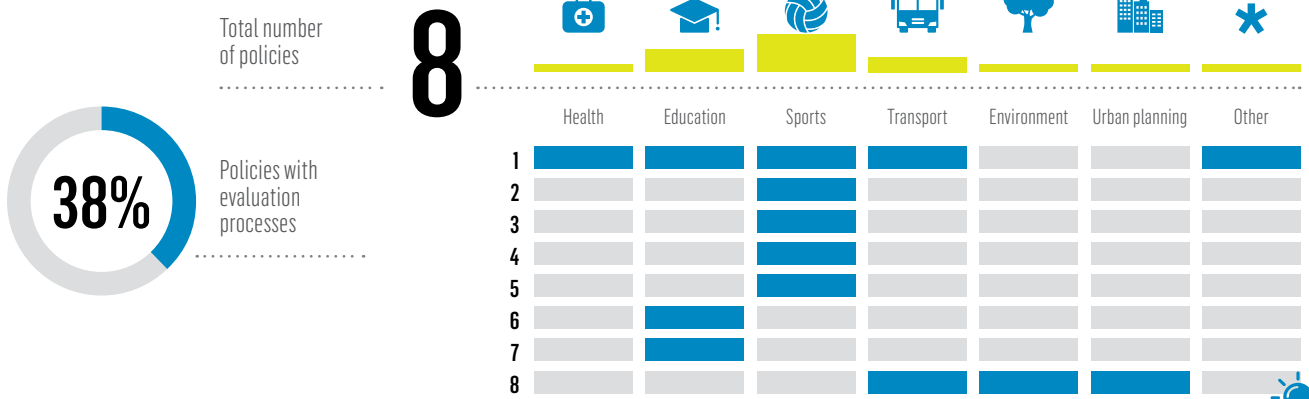 Total number
of policies
8
38%
Policies with
evaluation
processes
Health Education Sports Transport Environment Urban planning Other
1
2
3
4
5
6
7
8